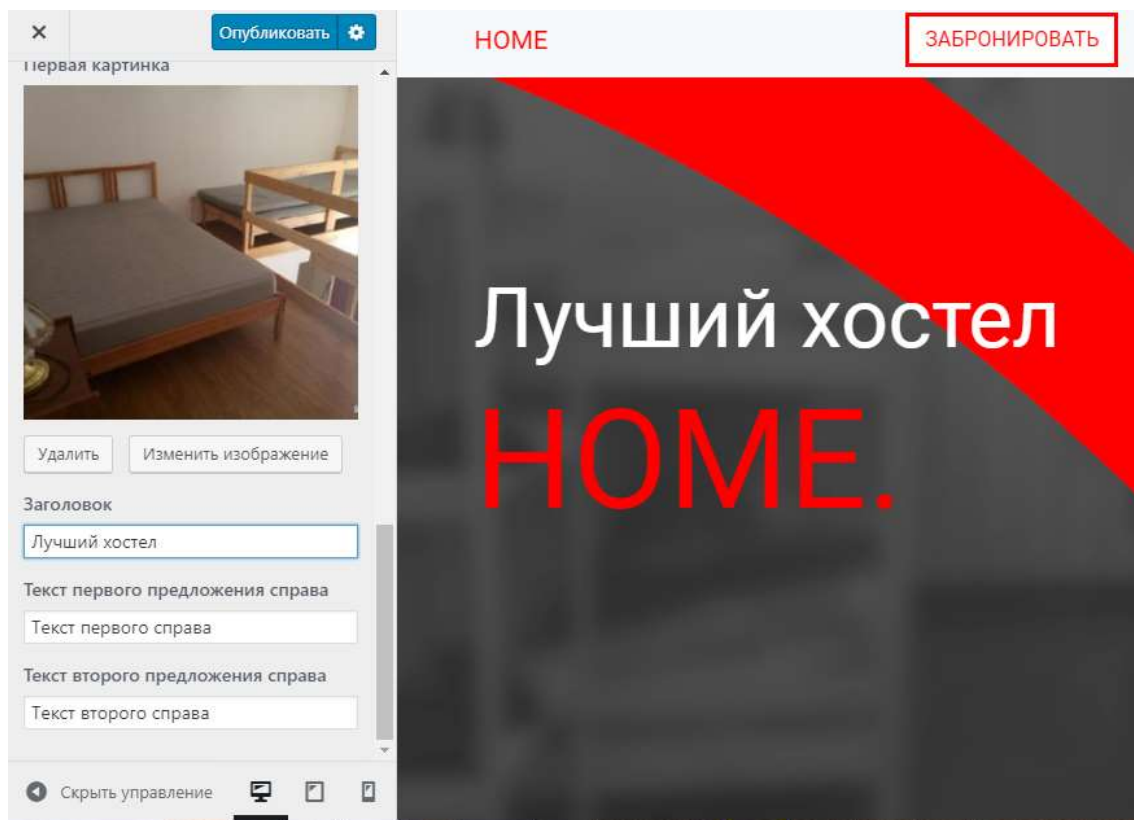 Опубликовать
Первая картинка
Удалить
Изменить изображение
Заголовок
Лучший хостел
Текст первого предложения справа
Текст первого справа
Текст второго предложения справа
Текст второго справа
Скрыть управление
HOME
ЗАБРОНИРОВАТЬ
Лучший хостел
HOME.